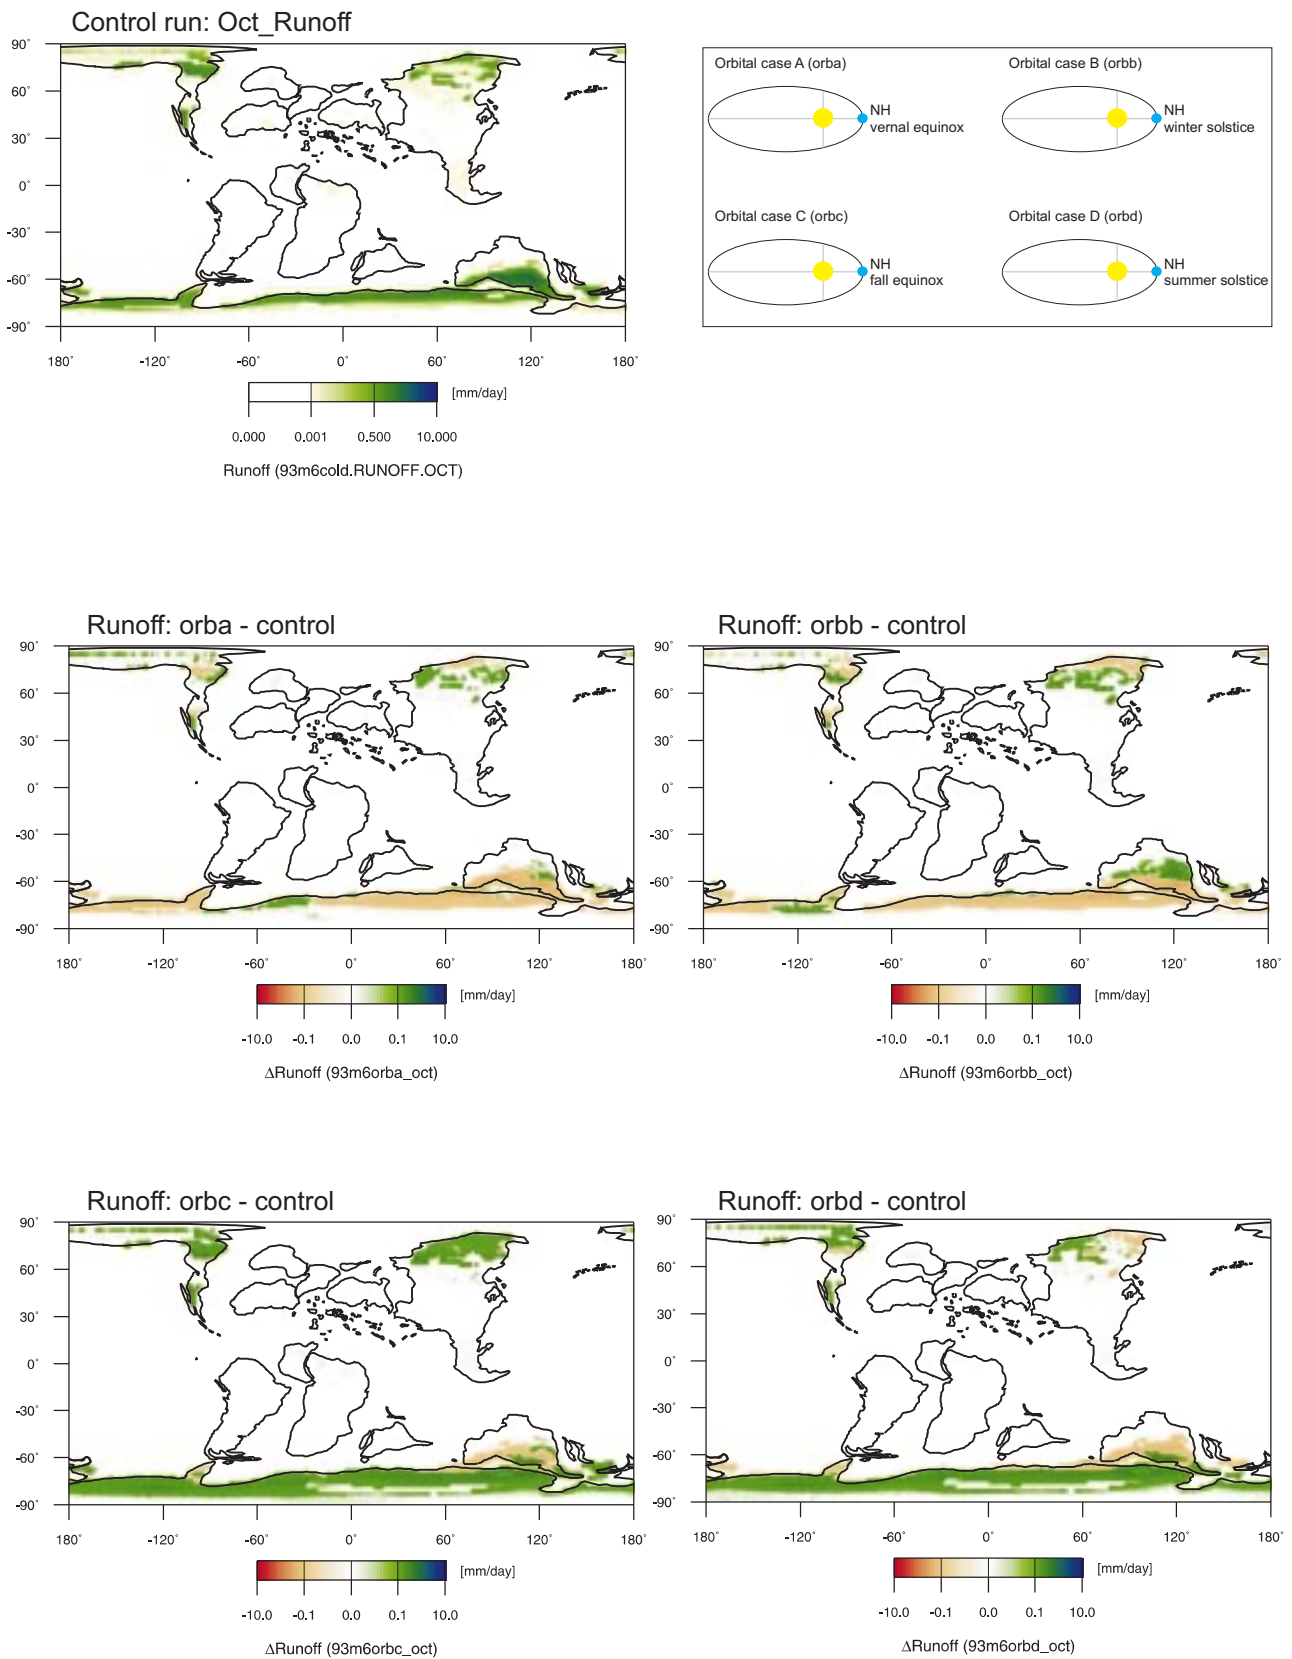 Control run: Oct_Runoff
90˚
60˚
30˚
0˚
-30˚
-60˚
-90˚
180˚ -120˚ -60˚ 0˚ 60˚ 120˚ 180˚
[mm/day]
0.000 0.001 0.500 10.000
Runoff (93m6cold.RUNOFF.OCT)
Orbital case A (orba)
NH
vernal equinox
Orbital case B (orbb)
NH
winter solstice
Orbital case C (orbc)
NH
fall equinox
Orbital case D (orbd)
NH
summer solstice
Runoff: orba - control
90˚
60˚
30˚
0˚
-30˚
-60˚
-90˚
180˚ -120˚ -60˚ 0˚ 60˚ 120˚ 180˚
[mm/day]
-10.0 -0.1 0.0 0.1 10.0
∆Runoff (93m6orba_oct)
Runoff: orbb - control
90˚
60˚
30˚
0˚
-30˚
-60˚
-90˚
180˚ -120˚ -60˚ 0˚ 60˚ 120˚ 180˚
[mm/day]
-10.0 -0.1 0.0 0.1 10.0
∆Runoff (93m6orbb_oct)
Runoff: orbc - control
90˚
60˚
30˚
0˚
-30˚
-60˚
-90˚
180˚ -120˚ -60˚ 0˚ 60˚ 120˚ 180˚
[mm/day]
-10.0 -0.1 0.0 0.1 10.0
∆Runoff (93m6orbc_oct)
Runoff: orbd - control
90˚
60˚
30˚
0˚
-30˚
-60˚
-90˚
180˚ -120˚ -60˚ 0˚ 60˚ 120˚ 180˚
[mm/day]
-10.0 -0.1 0.0 0.1 10.0
∆Runoff (93m6orbd_oct)